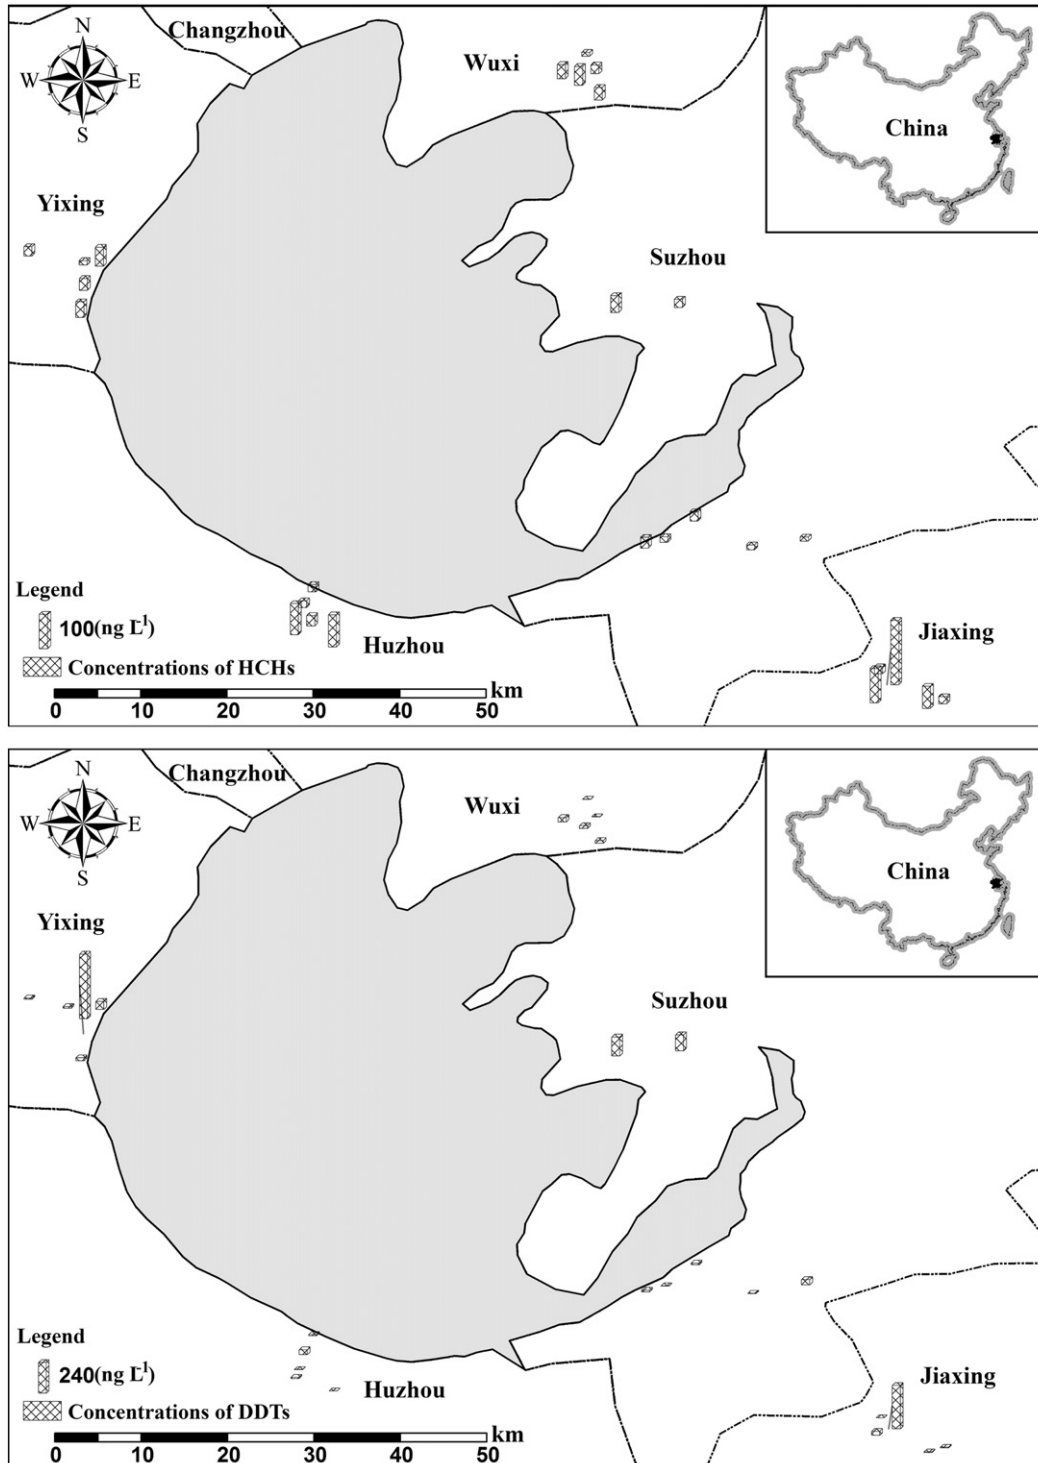 Changzhou
N
Wuxi
W E
China
S
Yixing
Suzhou
Legend
100(ng L-1)
Jiaxing
Huzhou
Concentrations of HCHs
km
0 10 20 30 40 50
N
Changzhou
Wuxi
W E
China
S
Yixing
Suzhou
Legend
240(ng L-1)
Jiaxing
Huzhou
Concentrations of DDTs
km
0 10 20 30 40 50